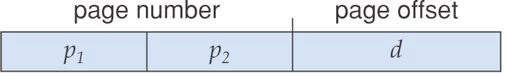 page number page offset
p1 p2 d